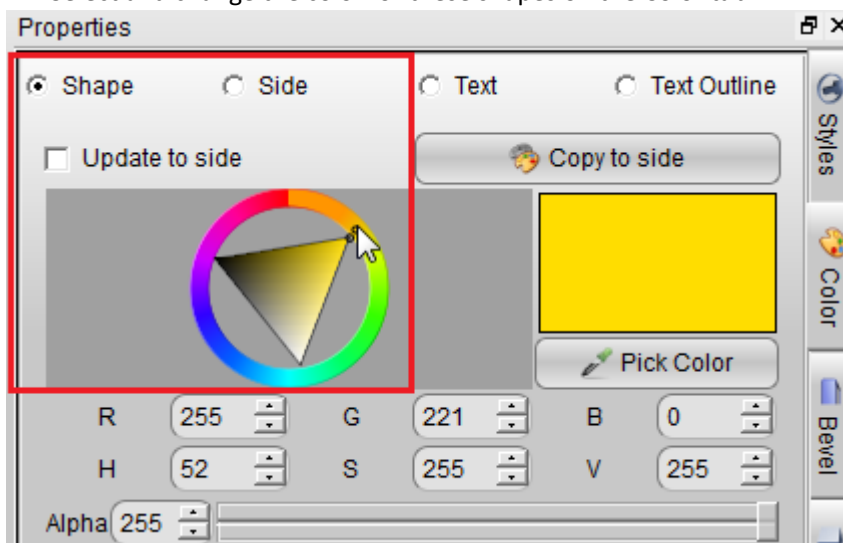 Properties
Shape Side Text Text Outline
Update to side Copy to side
Pick Color
R 255 G 221 B 0
H 52 S 255 V 255
Alpha 255
Styles
Color
Bevel